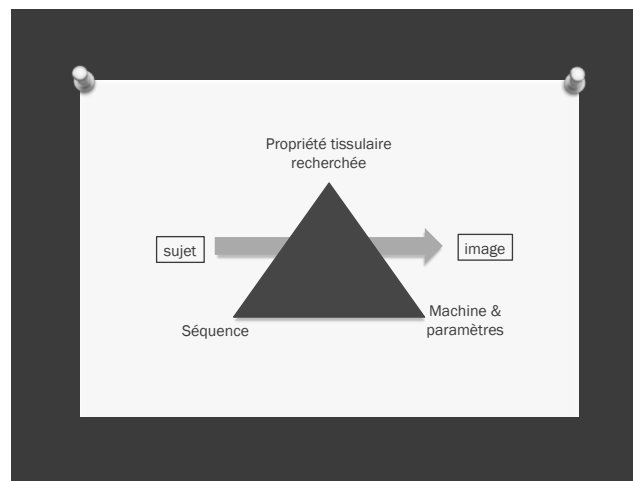 Propriété tissulaire
recherchée
sujet
image
Séquence
Machine &
paramètres